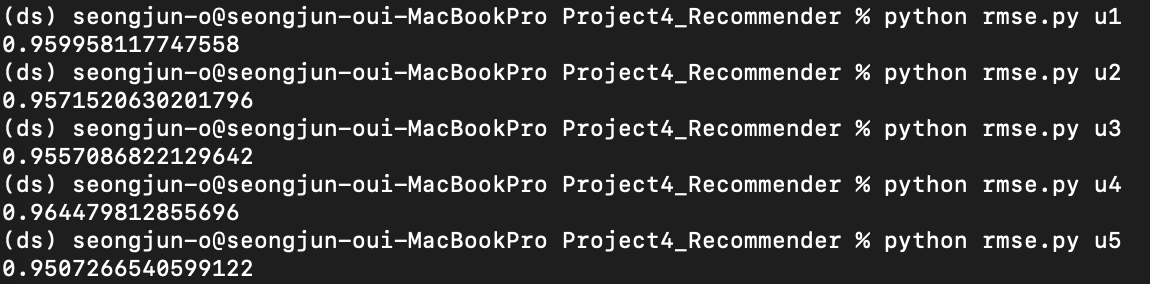 (ds) seongjun-o@seongjun-oui-MacBookPro Project4_Recommender % python rmse.py u1
0.959958117747558
(ds) seongjun-o@seongjun-oui-MacBookPro Project4_Recommender % python rmse.py u2
0.9571520630201796
(ds) seongjun-o@seongjun-oui-MacBookPro Project4_Recommender % python rmse.py u3
0.9557086822129642
(ds) seongjun-o@seongjun-oui-MacBookPro Project4_Recommender % python rmse.py u4
0.964479812855696
(ds) seongjun-o@seongjun-oui-MacBookPro Project4_Recommender % python rmse.py u5
0.9507266540599122